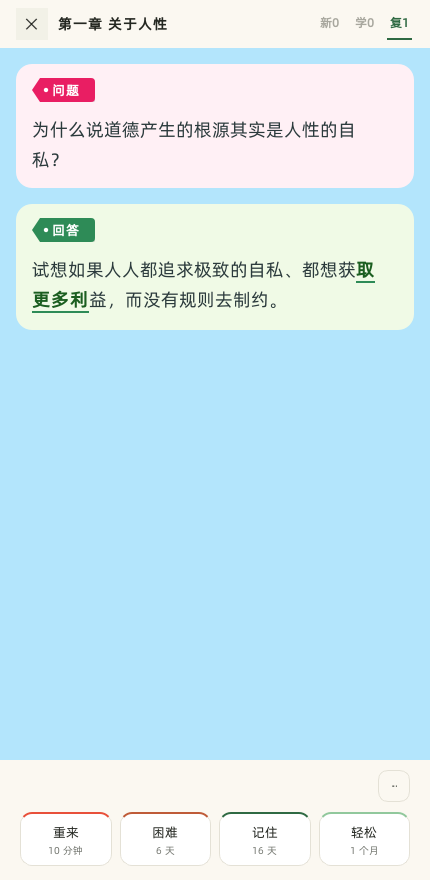 第一章 关于人性
新0 学0 复1
问题
为什么说道德产生的根源其实是人性的自
私?
回答
试想如果人人都追求极致的自私、都想获取
更多利益，而没有规则去制约。
重来 困难 记住 轻松
10 分钟 6 天 16 天 1 个月